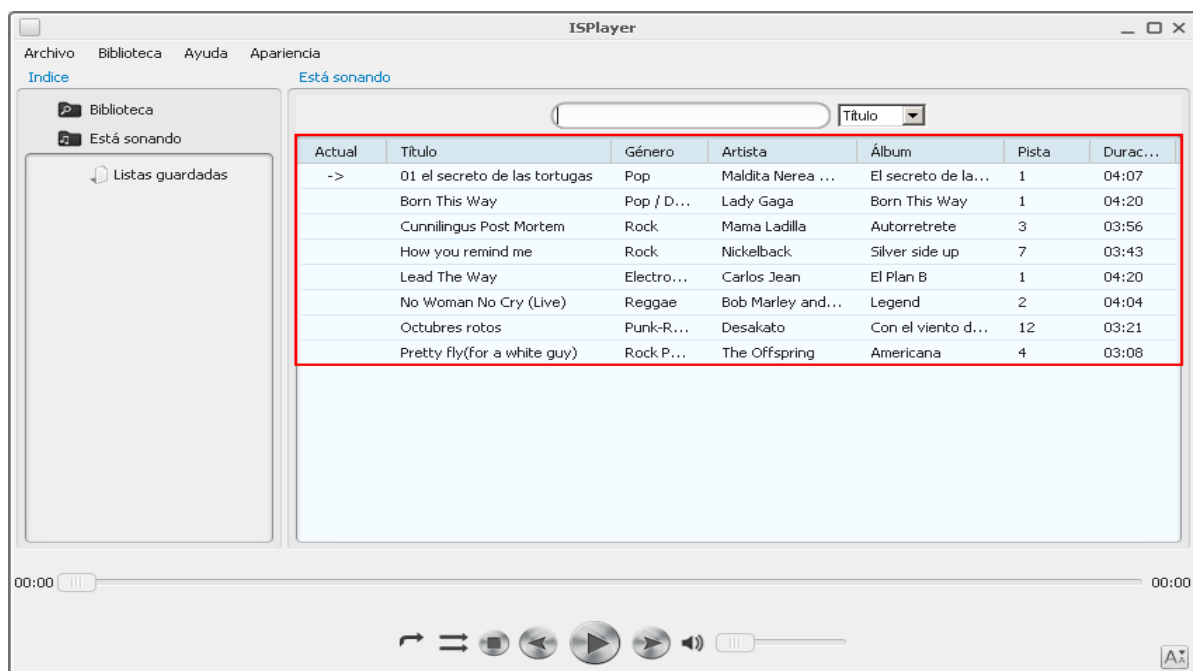 ISPlayer
Archivo Biblioteca Ayuda Apariencia
Indice
Biblioteca
Está sonando
Listas guardadas
Está sonando
Título
Actual Título Género Artista Álbum Pista Durac...
-> 01 el secreto de las tortugas Pop Maldita Nerea ... El secreto de la... 1 04:07
Born This Way Pop / D... Lady Gaga Born This Way 1 04:20
Cunnilingus Post Mortem Rock Mama Ladilla Autorretrete 3 03:56
How you remind me Rock Nickelback Silver side up 7 03:43
Lead The Way Electro... Carlos Jean El Plan B 1 04:20
No Woman No Cry (Live) Reggae Bob Marley and... Legend 2 04:04
Octubres rotos Punk-R... Desakato Con el viento d... 12 03:21
Pretty fly(for a white guy) Rock P... The Offspring Americana 4 03:08
00:00 00:00